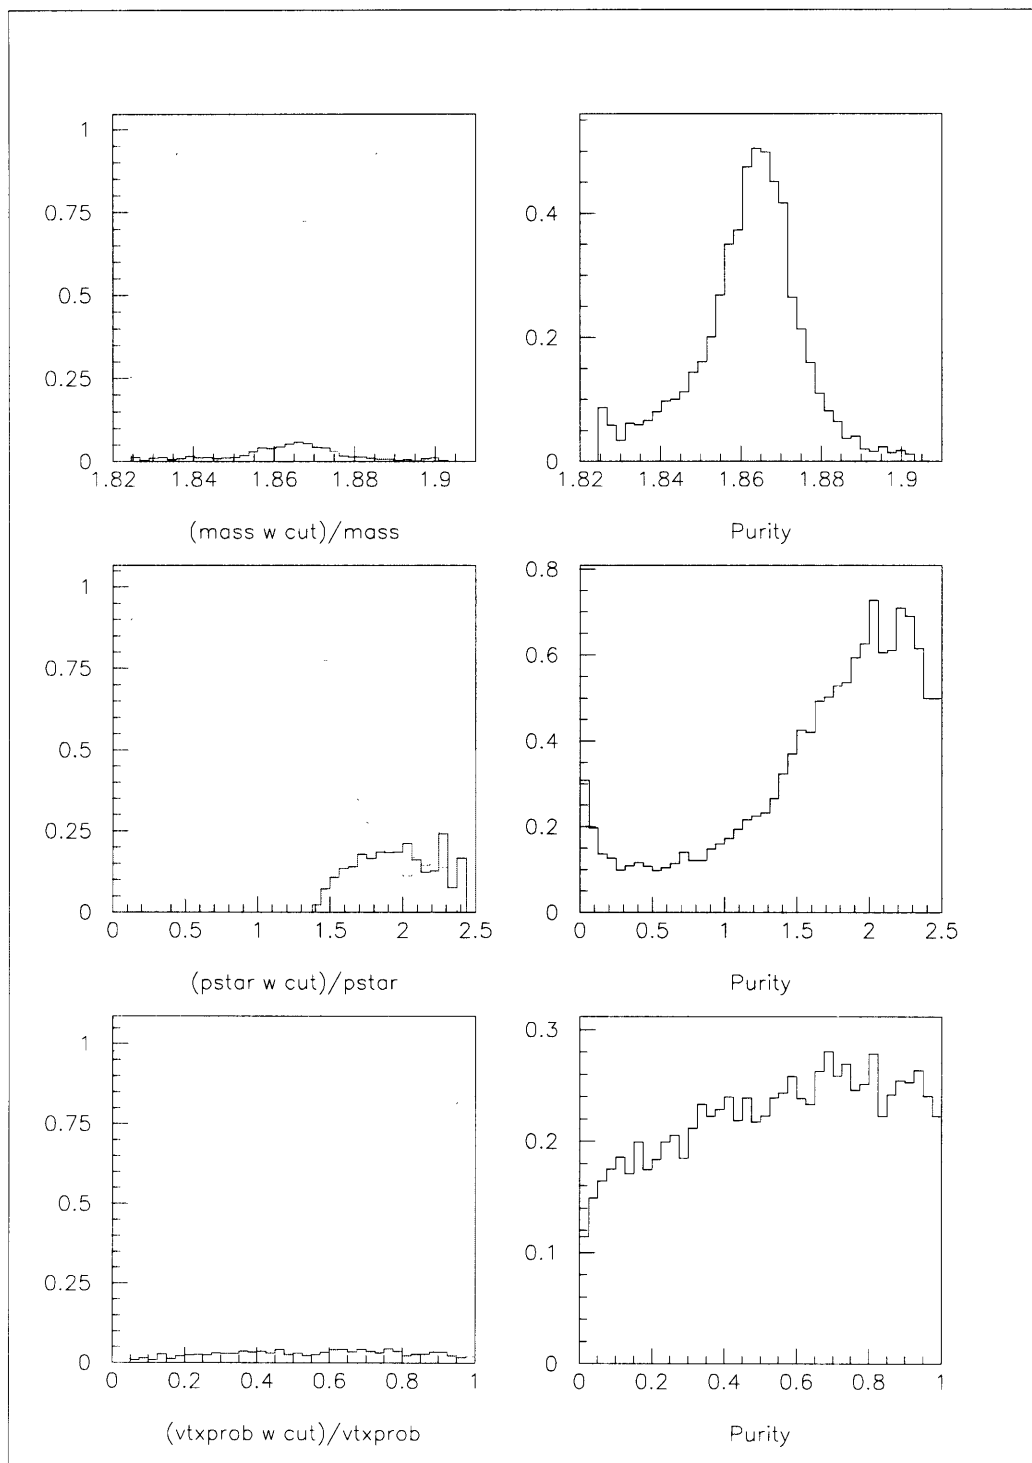 1
0.75
0.5
0.25
0
1.82 1.84 1.86 1.88 1.9
(mass w cut)/mass
0.4
0.2
0
1.82 1.84 1.86 1.88 1.9
Purity
1
0.75
0.5
0.25
0
0 0.5 1 1.5 2 2.5
(pstar w cut)/pstar
0.8
0.6
0.4
0.2
0
0 0.5 1 1.5 2 2.5
Purity
1
0.75
0.5
0.25
0
0 0.2 0.4 0.6 0.8 1
(vtxprob w cut)/vtxprob
0.3
0.2
0.1
0
0 0.2 0.4 0.6 0.8 1
Purity